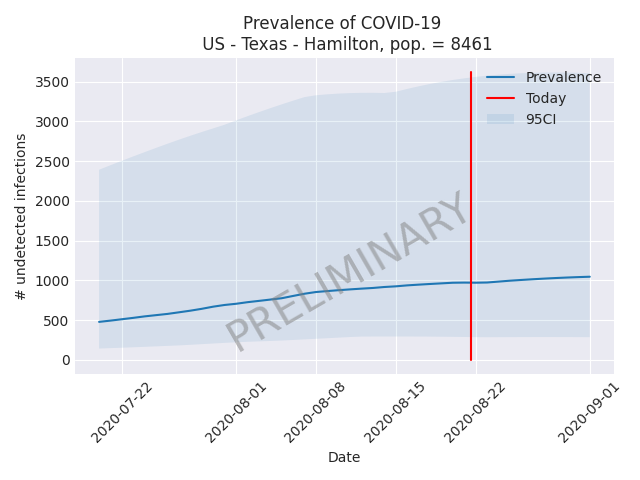 Prevalence of COVID-19
US - Texas - Hamilton, pop. = 8461
# undetected infections
3500
3000
2500
2000
1500
1000
500
0
Prevalence
Today
95CI
PRELIMINARY
2020-07-22
2020-08-01
2020-08-08
2020-08-15
2020-08-22
2020-09-01
Date